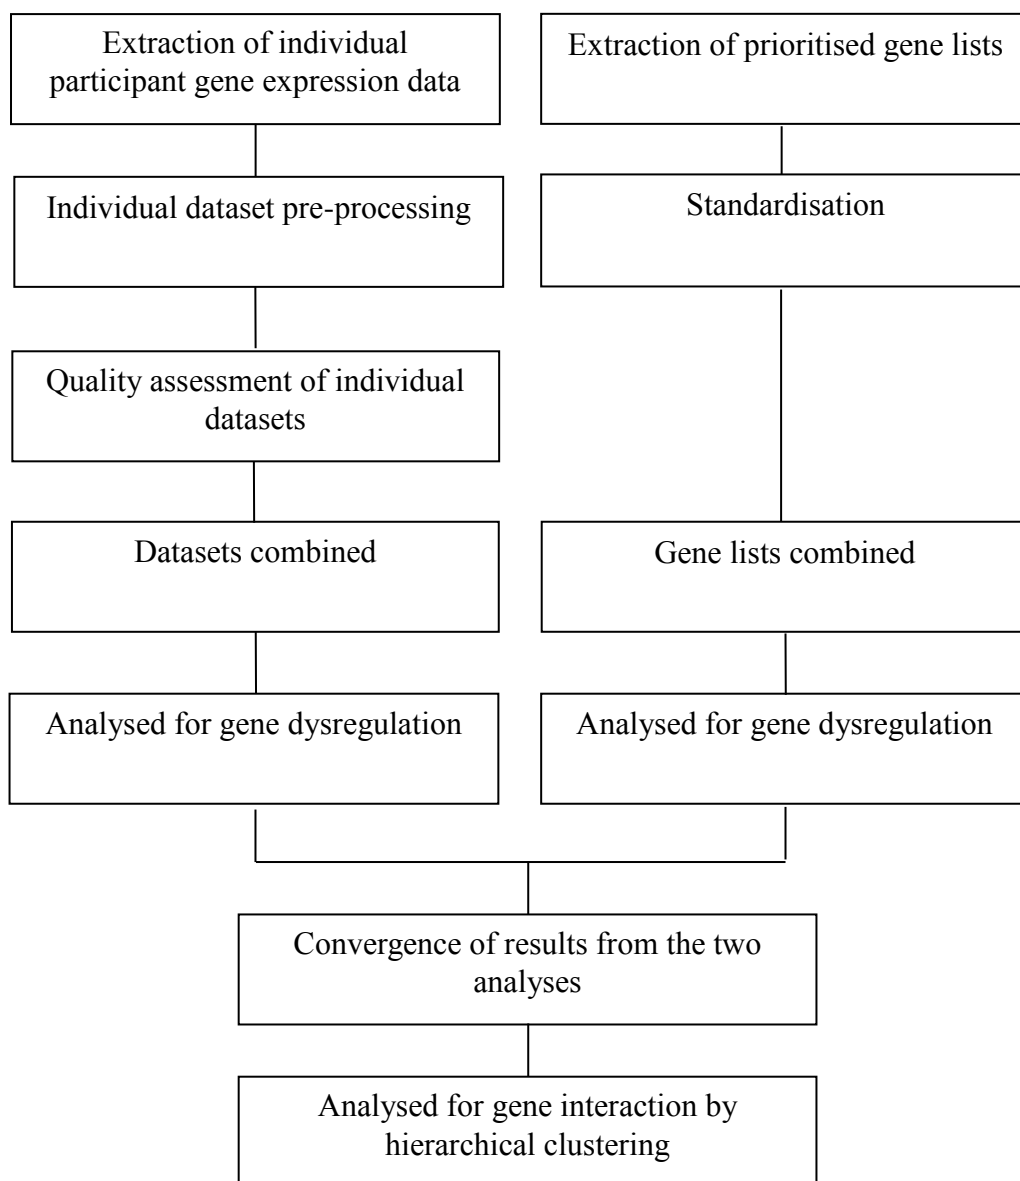 Extraction of individual
participant gene expression data
Extraction of prioritised gene lists
Individual dataset pre-processing
Standardisation
Quality assessment of individual
datasets
Datasets combined
Gene lists combined
Analysed for gene dysregulation
Analysed for gene dysregulation
Convergence of results from the two
analyses
Analysed for gene interaction by
hierarchical clustering